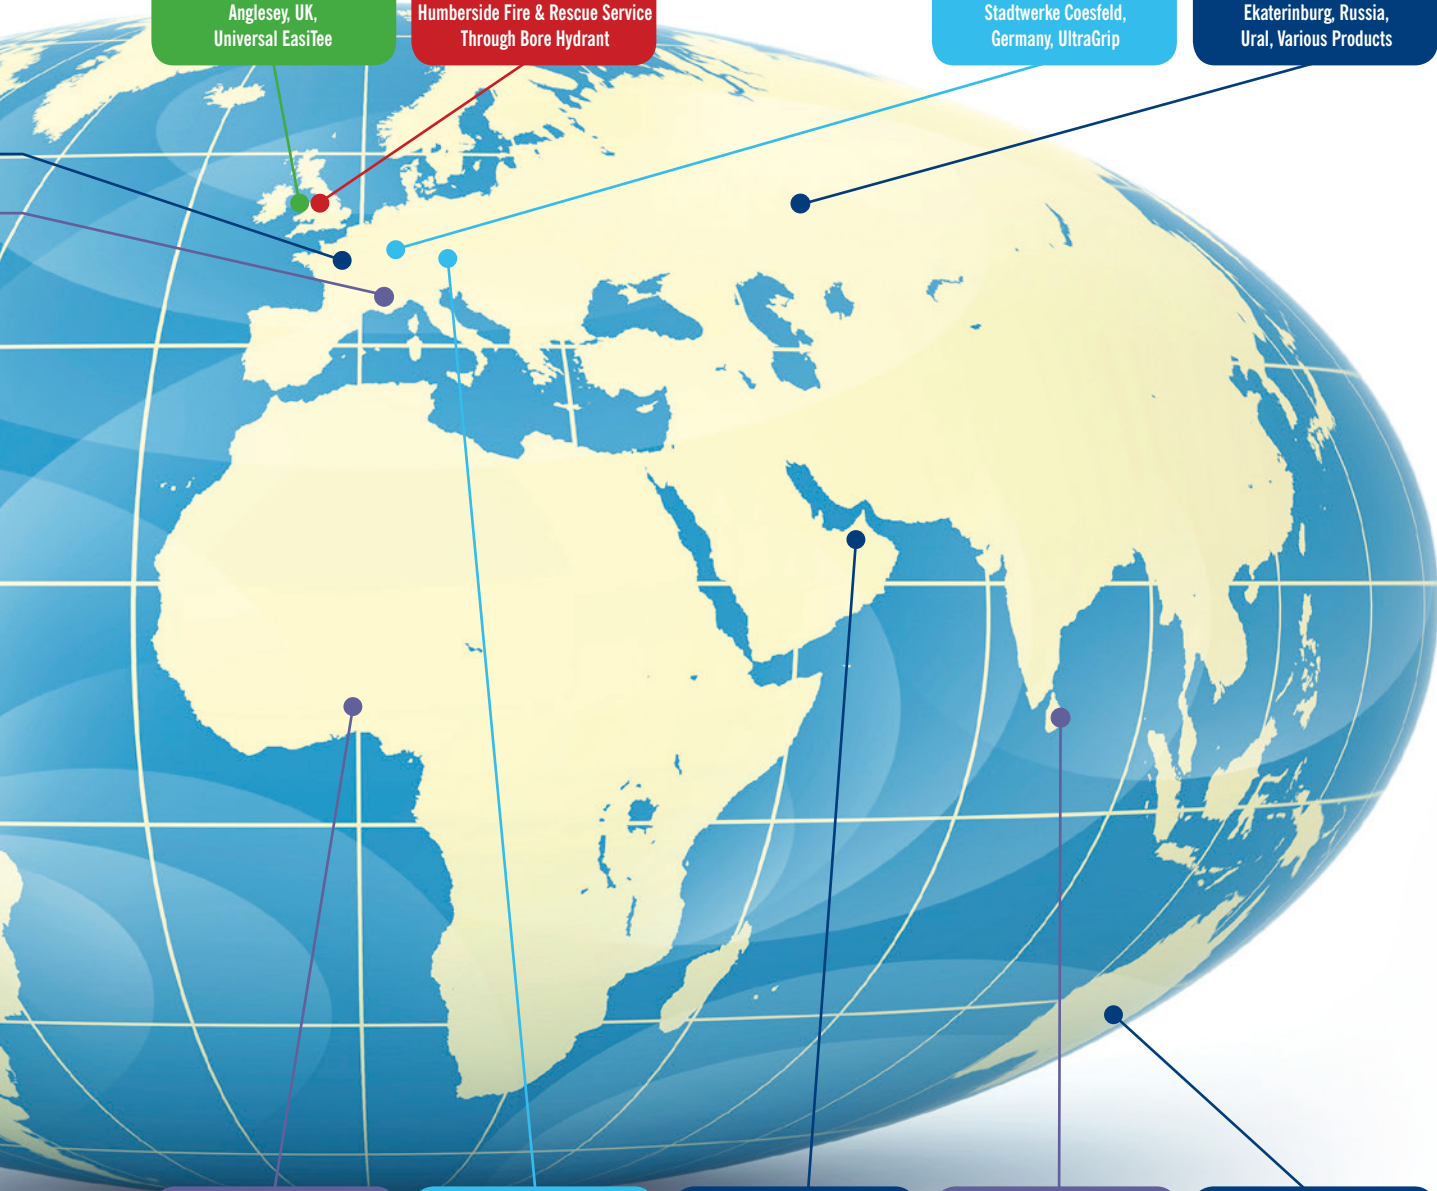 Anglesey, UK,
Universal EasiTee
Humberside Fire & Rescue Service
Through Bore Hydrant
Stadtwerke Coesfeld,
Germany, UltraGrip
Ekaterinburg, Russia,
Ural, Various Products